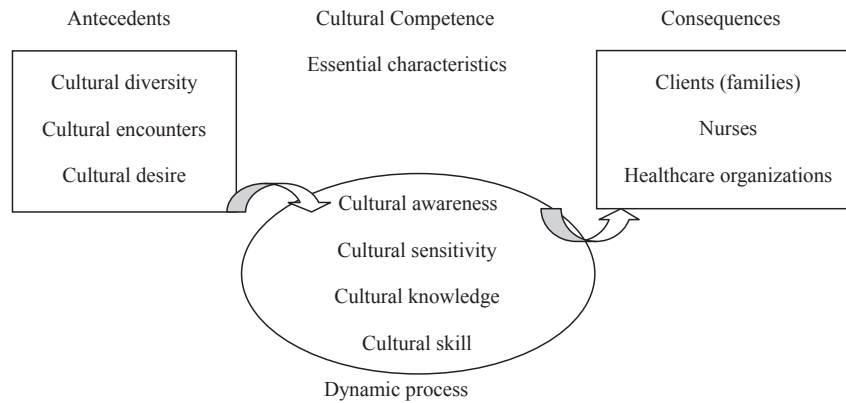 Antecedents
Cultural Competence
Consequences
Essential characteristics
Cultural diversity
Cultural encounters
Cultural desire
Clients (families)
Nurses
Healthcare organizations
Cultural awareness
Cultural sensitivity
Cultural knowledge
Cultural skill
Dynamic process